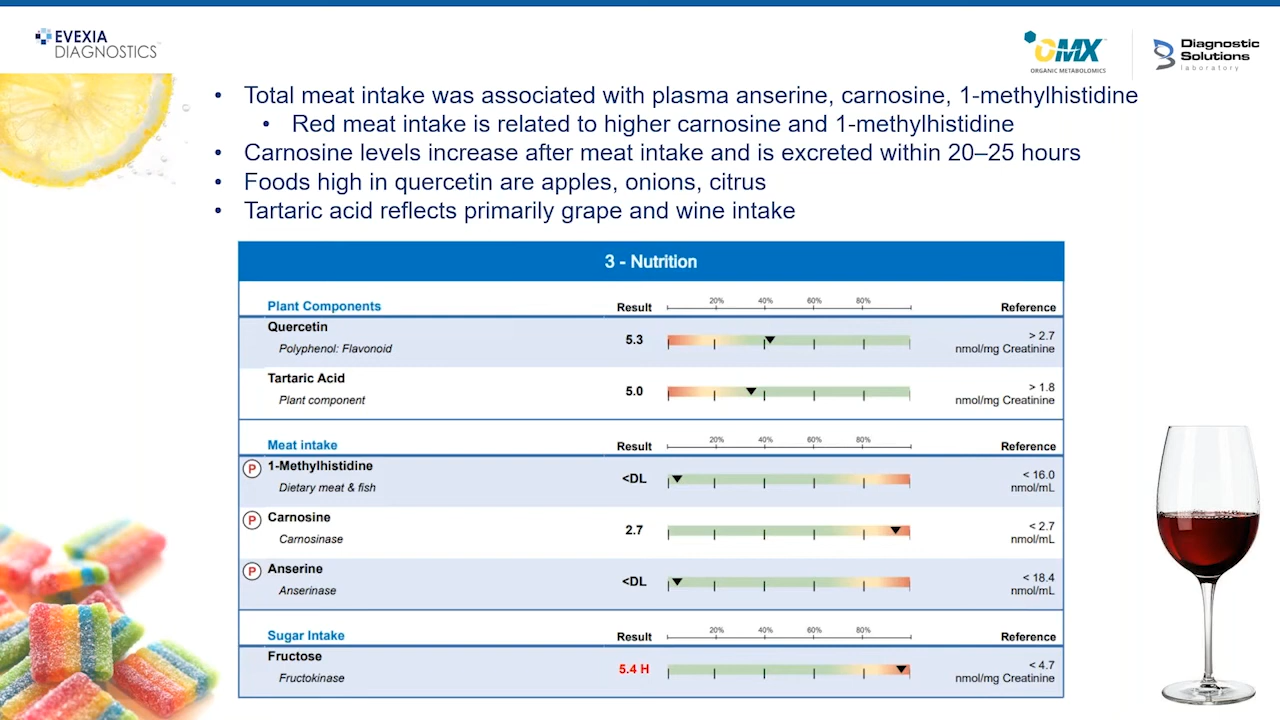 EVEXIA
DIAGNOSTICS
OMX
ORGANIC METABOLOMICS
Diagnostic
Solutions
laboratory
• Total meat intake was associated with plasma anserine, carnosine, 1-methylhistidine
• Red meat intake is related to higher carnosine and 1-methylhistidine
• Carnosine levels increase after meat intake and is excreted within 20–25 hours
• Foods high in quercetin are apples, onions, citrus
• Tartaric acid reflects primarily grape and wine intake
3 - Nutrition
Plant Components Result 20% 40% 60% 80% Reference
Quercetin
Polyphenol: Flavonoid 5.3 > 2.7
nmol/mg Creatinine
Tartaric Acid
Plant component 5.0 > 1.8
nmol/mg Creatinine
Meat intake Result 20% 40% 60% 80% Reference
P 1-Methylhistidine
Dietary meat & fish <DL < 16.0
nmol/mL
P Carnosine
Carnosinase 2.7 < 2.7
nmol/mL
P Anserine
Anserinase <DL < 18.4
nmol/mL
Sugar Intake Result 20% 40% 60% 80% Reference
Fructose
Fructokinase 5.4 H < 4.7
nmol/mg Creatinine